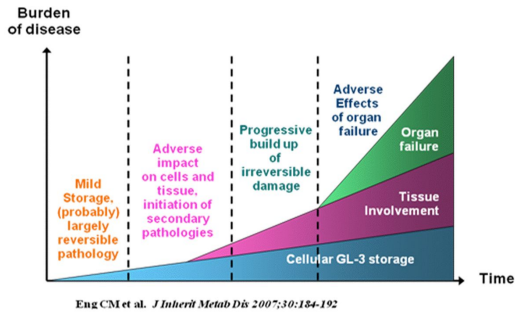 Burden
of disease
Mild
Storage,
(probably)
largely
reversible
pathology
Adverse
impact
on cells and
tissue,
initiation of
secondary
pathologies
Progressive
build up
of
irreversible
damage
Adverse
Effects
of organ
failure
Organ
failure
Tissue
Involvement
Cellular GL-3 storage
Time
Eng CM et al. J Inherit Metab Dis 2007;30:184-192